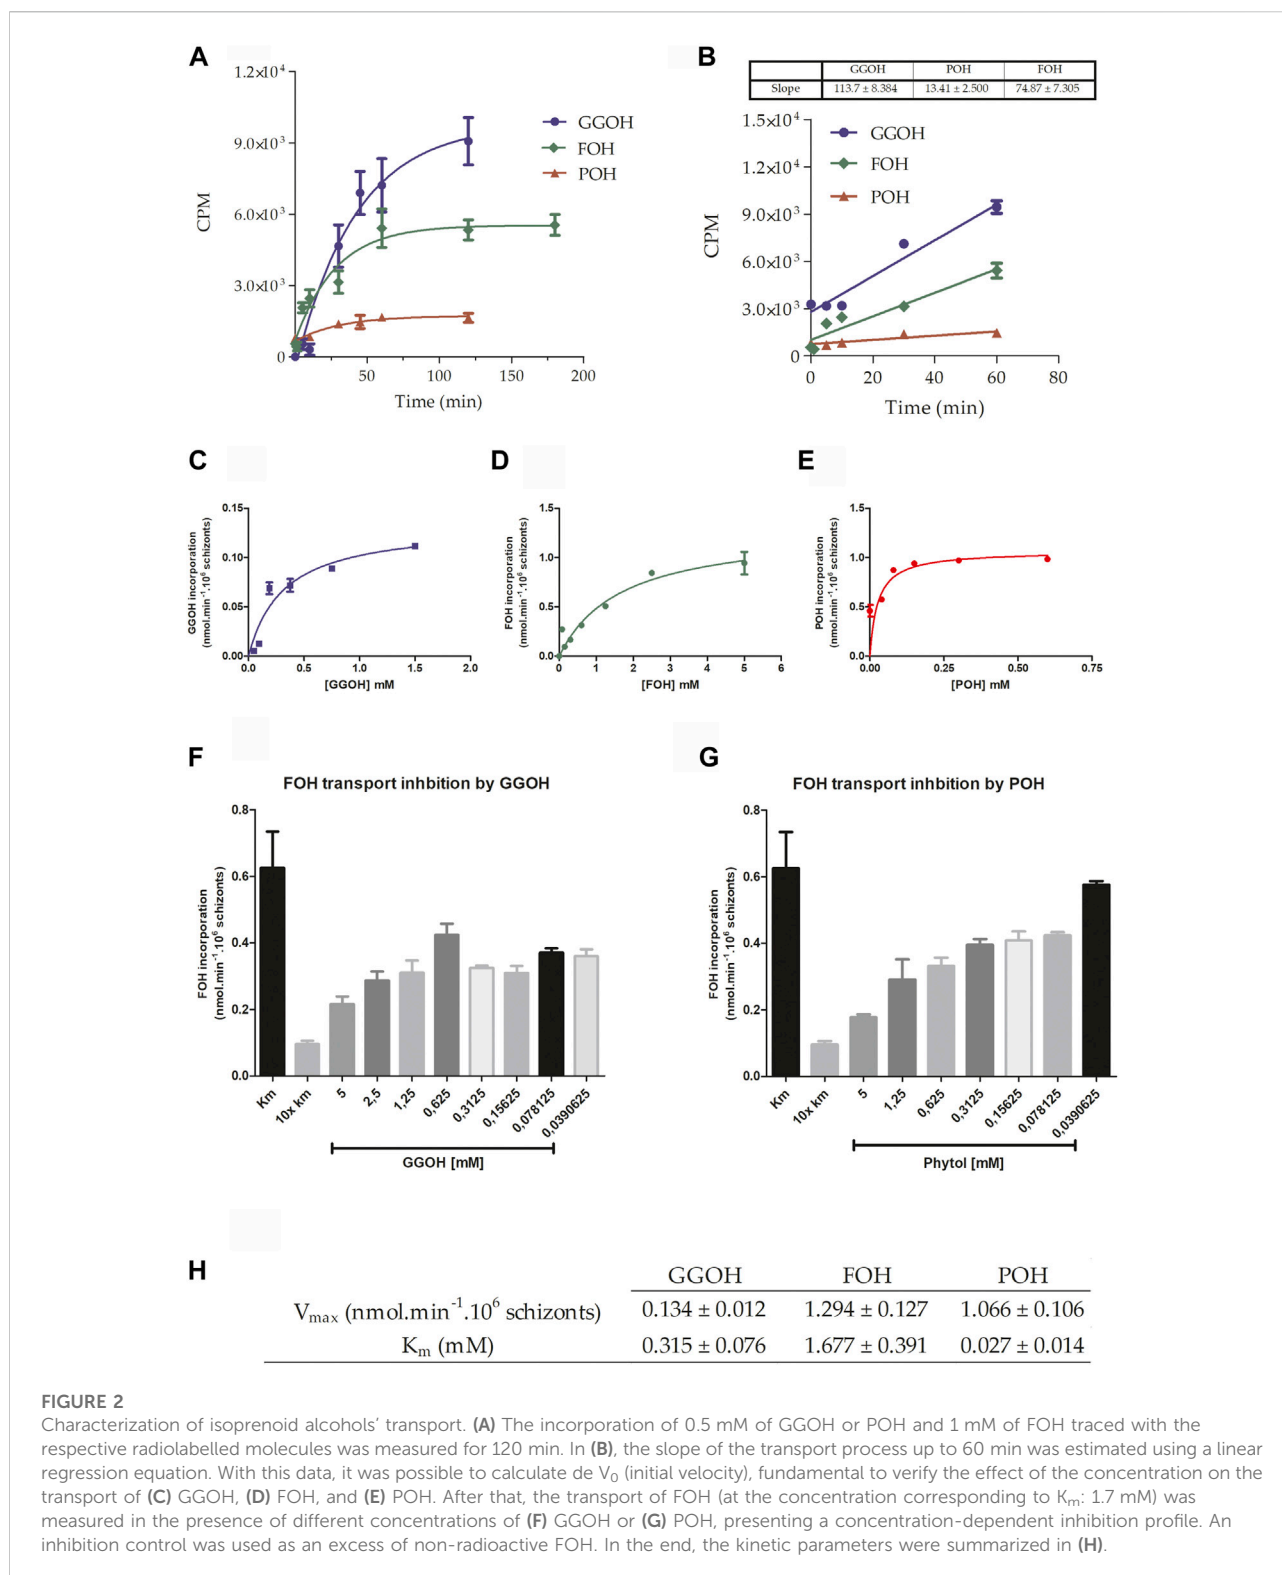 A
1.2×10⁴
9.0×10³
6.0×10³
3.0×10³
0
CPM
50
100
150
200
Time (min)
GGOH
FOH
POH
B
GGOH POH FOH
Slope 113.7 ± 8.384 13.41 ± 2.500 74.87 ± 7.305
1.5×10⁴
1.2×10⁴
9.0×10³
6.0×10³
3.0×10³
0
CPM
GGOH
FOH
POH
0 20 40 60 80
Time (min)
C
GGOH incorporation
(nmol.min⁻¹.10⁶ schizonts)
0.15
0.10
0.05
0.00
0.0 0.5 1.0 1.5 2.0
[GGOH] mM
D
FOH incorporation
(nmol.min⁻¹.10⁶ schizonts)
1.5
1.0
0.5
0.0
0 1 2 3 4 5 6
[FOH] mM
E
POH incorporation
(nmol.min⁻¹.10⁶ schizonts)
1.5
1.0
0.5
0.0
0.00 0.25 0.50 0.75
[POH] mM
F
FOH transport inhbition by GGOH
FOH incorporation
(nmol.min⁻¹.10⁶ schizonts)
0.8
0.6
0.4
0.2
0.0
Km
10x km
5
2,5
1,25
0,625
0,3125
0,15625
0,078125
0,0390625
GGOH [mM]
G
FOH transport inhbition by POH
FOH incorporation
(nmol.min⁻¹.10⁶ schizonts)
0.8
0.6
0.4
0.2
0.0
Km
10x km
5
1,25
0,625
0,3125
0,15625
0,078125
0,0390625
Phytol [mM]
H
GGOH FOH POH
Vmax (nmol.min⁻¹.10⁶ schizonts) 0.134 ± 0.012 1.294 ± 0.127 1.066 ± 0.106
Km (mM) 0.315 ± 0.076 1.677 ± 0.391 0.027 ± 0.014
FIGURE 2
Characterization of isoprenoid alcohols’ transport. (A) The incorporation of 0.5 mM of GGOH or POH and 1 mM of FOH traced with the
respective radiolabelled molecules was measured for 120 min. In (B), the slope of the transport process up to 60 min was estimated using a linear
regression equation. With this data, it was possible to calculate de V₀ (initial velocity), fundamental to verify the effect of the concentration on the
transport of (C) GGOH, (D) FOH, and (E) POH. After that, the transport of FOH (at the concentration corresponding to Kₘ: 1.7 mM) was
measured in the presence of different concentrations of (F) GGOH or (G) POH, presenting a concentration-dependent inhibition profile. An
inhibition control was used as an excess of non-radioactive FOH. In the end, the kinetic parameters were summarized in (H).